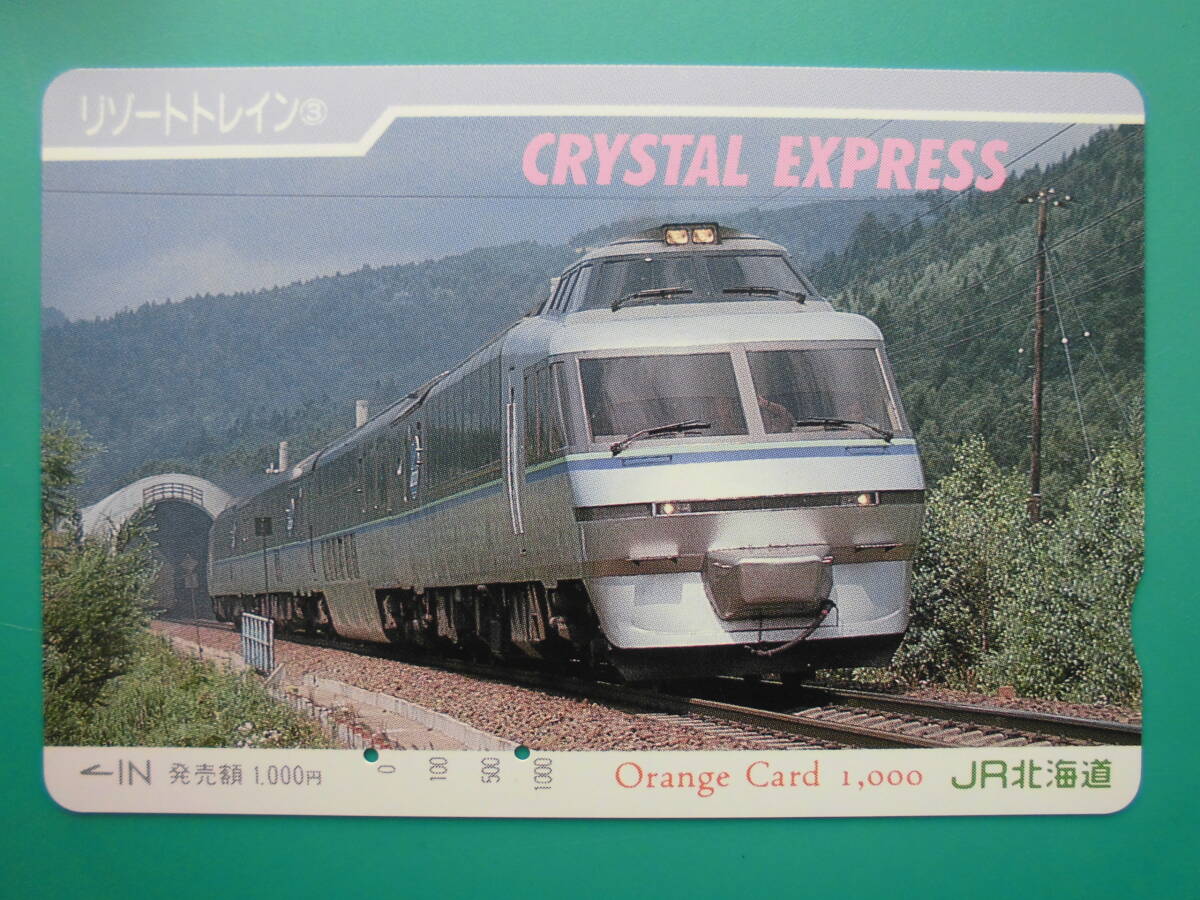 リゾートトレイン③
CRYSTAL EXPRESS
<IN 発売額 1,000円 0 100 500 1000 Orange Card 1,000 JR北海道